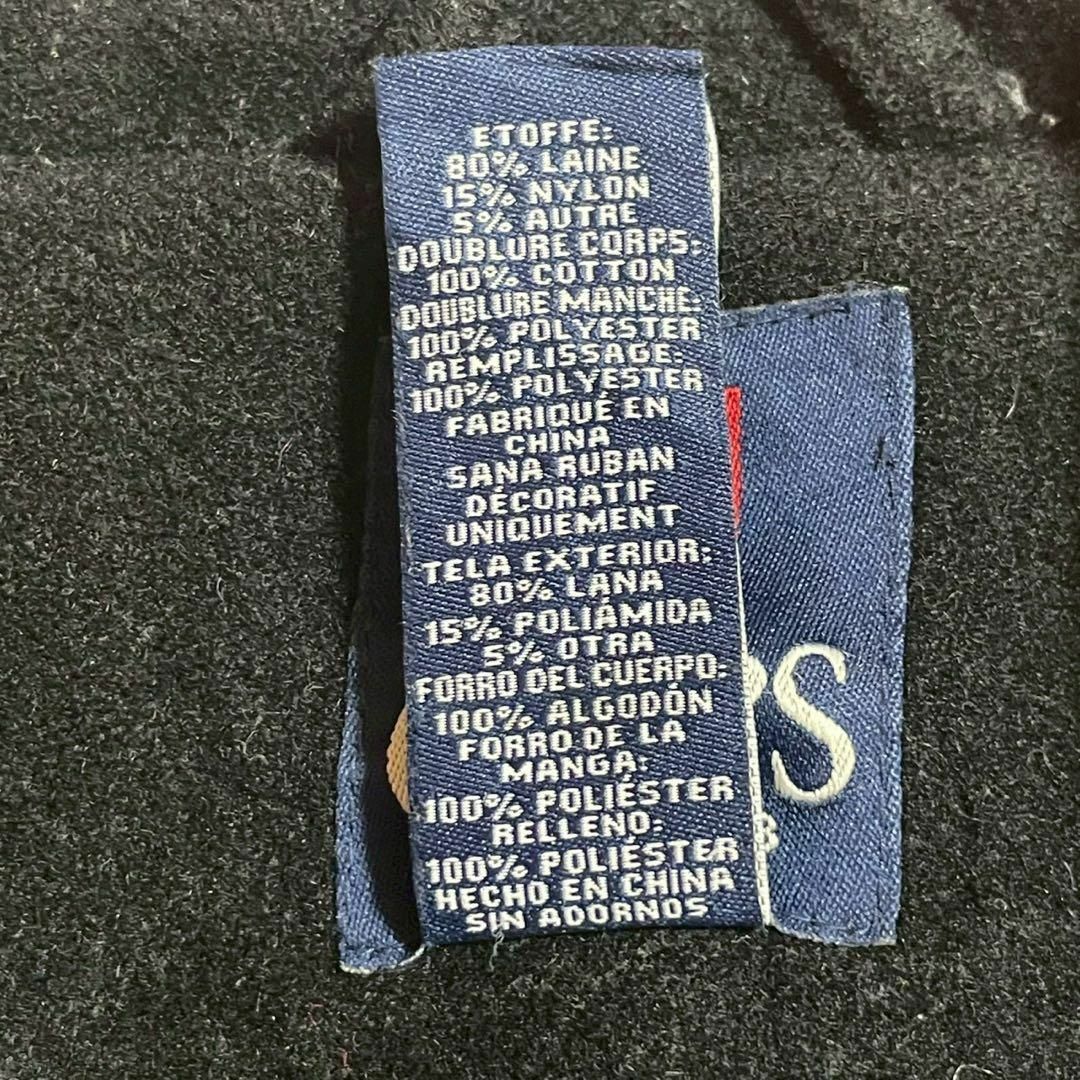 ETOFFE:
80% LAINE
15% NYLON
5% AUTRE
DOUBLURE CORPS:
100% COTTON
DOUBLURE MANCHE:
100% POLYESTER
REMPLISSAGE:
100% POLYESTER
FABRIQUÉ EN
CHINA
SANA RUBAN
DÉCORATIF
UNIQUEMENT
TELA EXTERIOR:
80% LANA
15% POLIÁMIDA
5% OTRA
FORRO DEL CUERPO:
100% ALGODÓN
FORRO DE LA
MANGA:
100% POLIÉSTER
RELLENO:
100% POLIÉSTER
HECHO EN CHINA
SIN ADORNOS